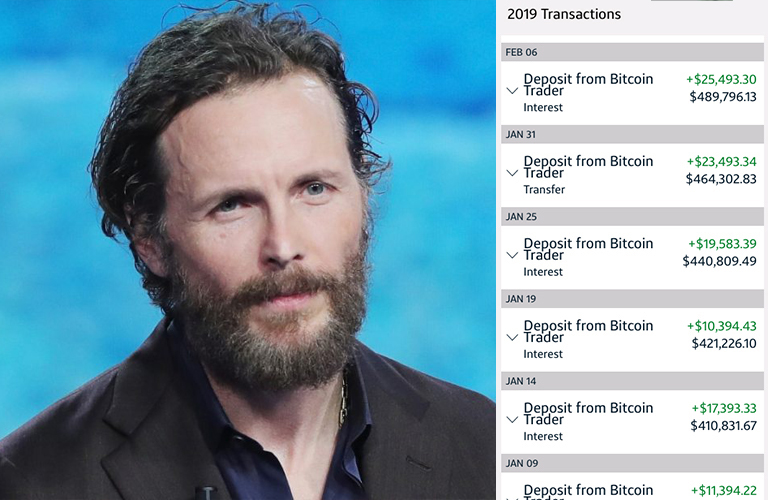 2019 Transactions
FEB 06
Deposit from Bitcoin +$25,493.30
Trader $489,796.13
Interest
JAN 31
Deposit from Bitcoin +$23,493.34
Trader $464,302.83
Transfer
JAN 25
Deposit from Bitcoin +$19,583.39
Trader $440,809.49
Interest
JAN 19
Deposit from Bitcoin +$10,394.43
Trader $421,226.10
Interest
JAN 14
Deposit from Bitcoin +$17,393.33
Trader $410,831.67
Interest
JAN 09
Deposit from Bitcoin +$11,394.22
Trader